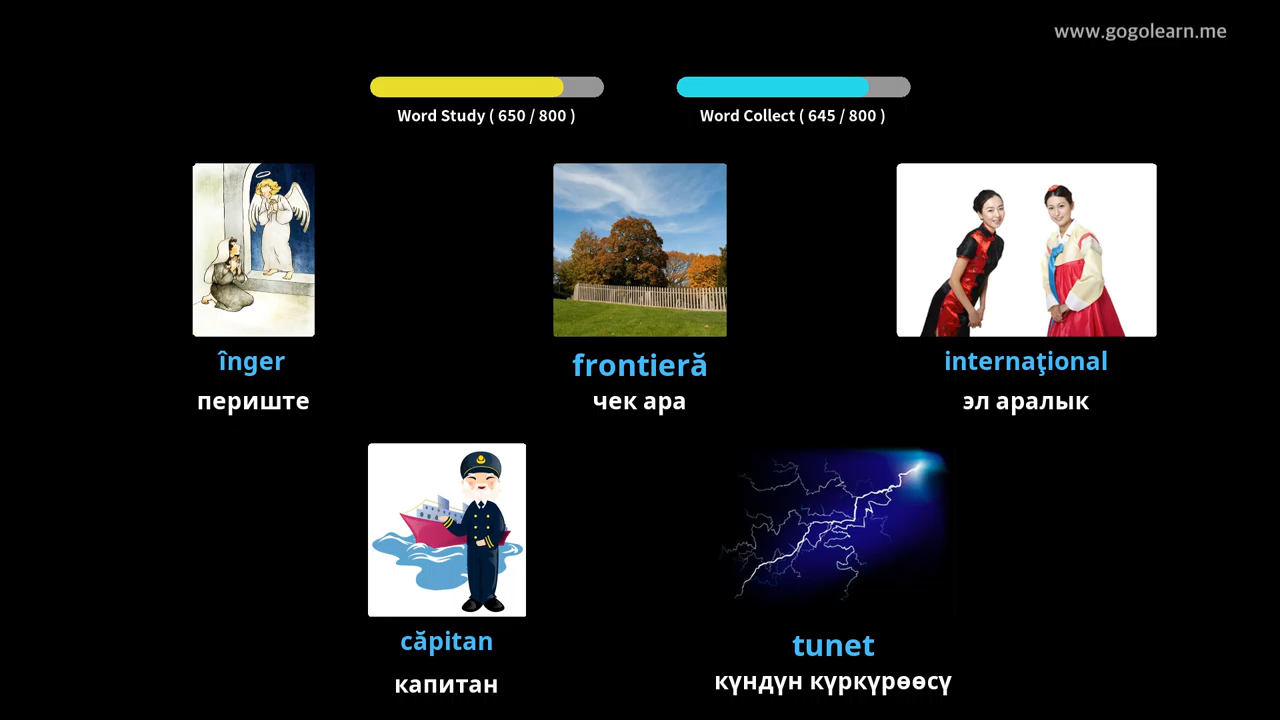 www.gogolearn.me
Word Study ( 650 / 800 )
Word Collect ( 645 / 800 )
înger
периште
frontieră
чек ара
internaţional
эл аралык
căpitan
капитан
tunet
күндүн күркүрөөсү